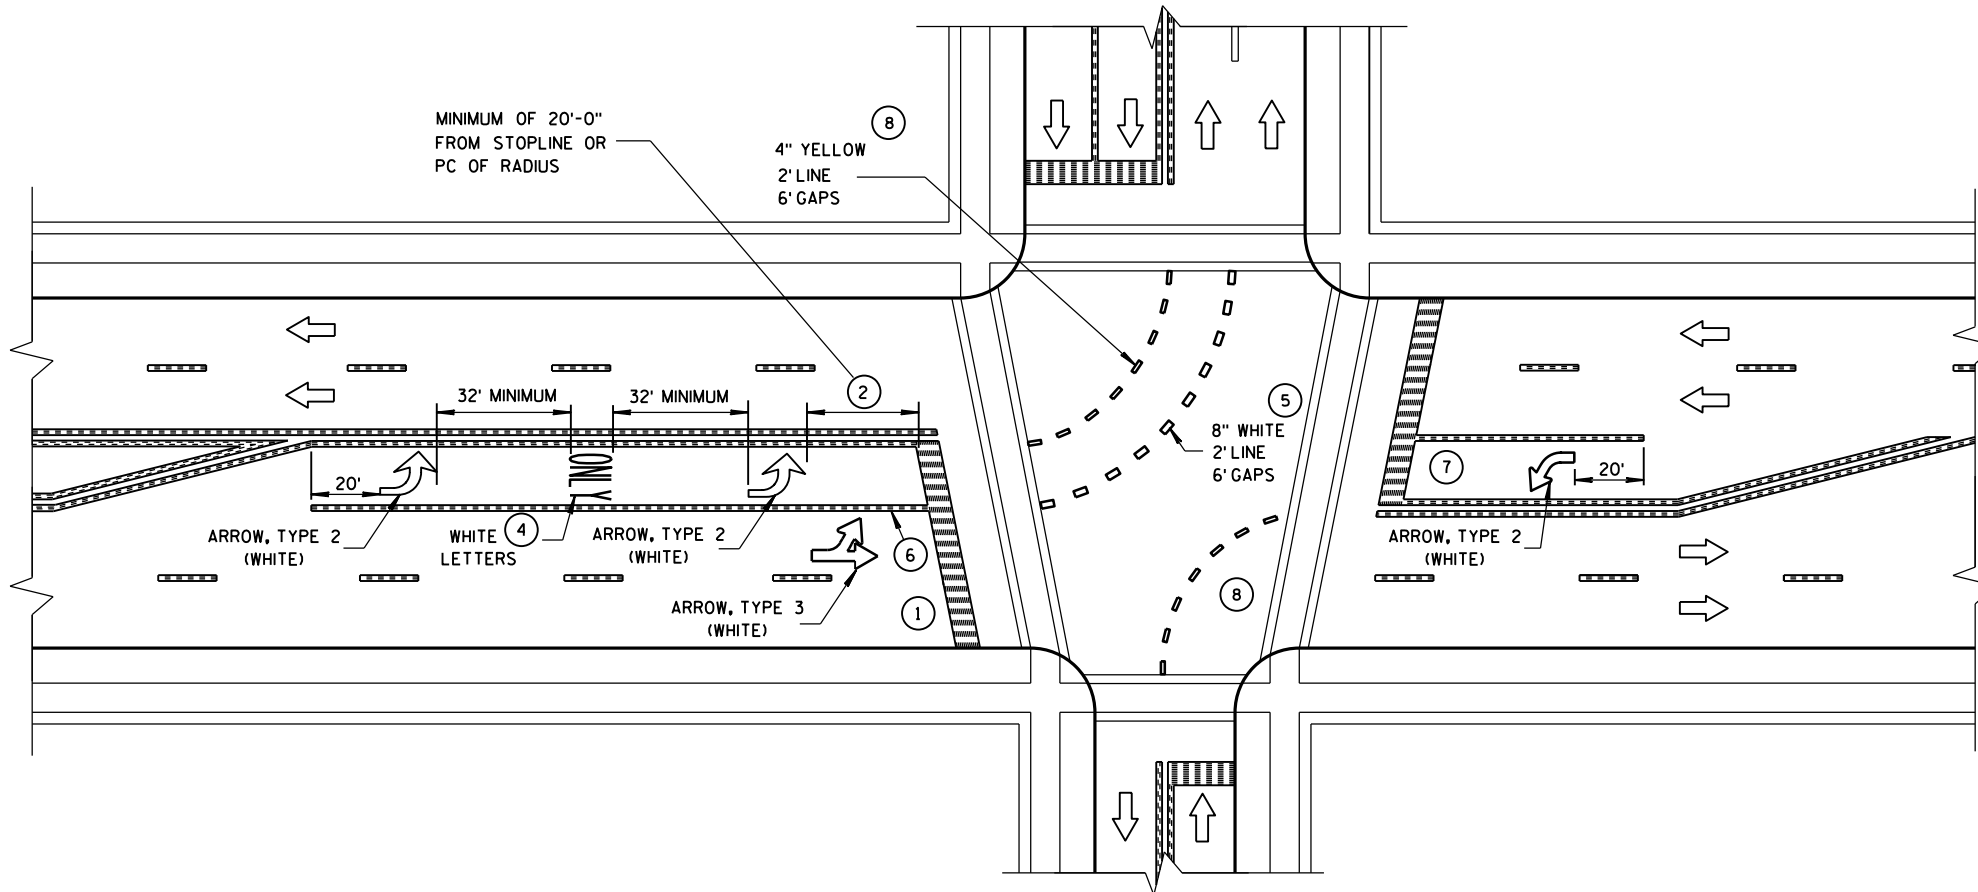 MINIMUM OF 20'-0"
FROM STOPLINE OR
PC OF RADIUS
8
4" YELLOW
2' LINE
6' GAPS
32' MINIMUM
32' MINIMUM
2
5
8" WHITE
2' LINE
6' GAPS
20'
ONLY
7
20'
ARROW, TYPE 2
(WHITE)
WHITE
LETTERS
4
ARROW, TYPE 2
(WHITE)
6
ARROW, TYPE 2
(WHITE)
ARROW, TYPE 3
(WHITE)
1
8